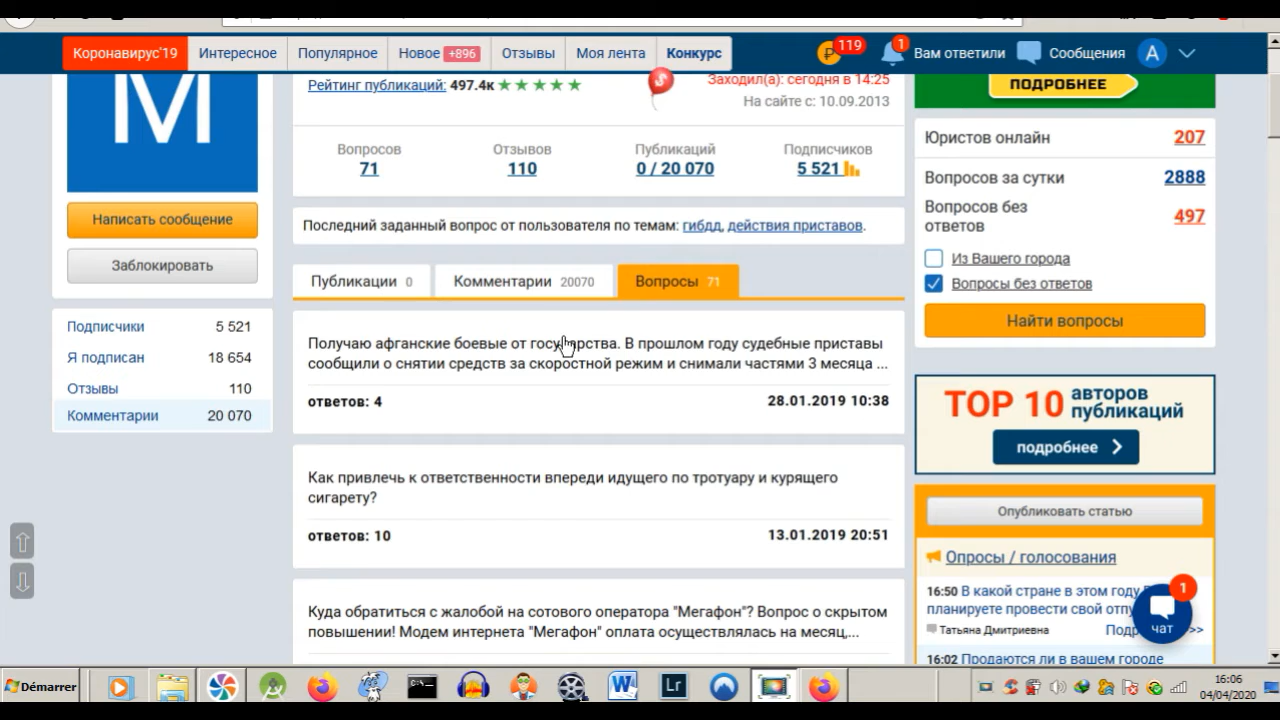 Коронавирус'19
Интересное
Популярное
Новое +896
Отзывы
Моя лента
Конкурс
119
1
Вам ответили
Сообщения
А
М
Рейтинг публикаций: 497.4к
Заходил(а): сегодня в 14:25
На сайте с: 10.09.2013
Вопросов
71
Отзывов
110
Публикаций
0 / 20 070
Подписчиков
5 521
Написать сообщение
Заблокировать
Подписчики 5 521
Я подписан 18 654
Отзывы 110
Комментарии 20 070
Последний заданный вопрос от пользователя по темам: гибдд, действия приставов.
Публикации 0
Комментарии 20070
Вопросы 71
Получаю афганские боевые от государства. В прошлом году судебные приставы
сообщили о снятии средств за скоростной режим и снимали частями 3 месяца ...
ответов: 4
28.01.2019 10:38
Как привлечь к ответственности впереди идущего по тротуару и курящего
сигарету?
ответов: 10
13.01.2019 20:51
Куда обратиться с жалобой на сотового оператора "Мегафон"? Вопрос о скрытом
повышении! Модем интернета "Мегафон" оплата осуществлялась на месяц,...
ПОДРОБНЕЕ
Юристов онлайн 207
Вопросов за сутки 2888
Вопросов без
ответов
497
Из Вашего города
Вопросы без ответов
Найти вопросы
TOP 10 авторов
публикаций
подробнее
Опубликовать статью
Опросы / голосования
16:50 В какой стране в этом году
планируете провести свой отпу
Татьяна Дмитриевна
Подр
>>
1
чат
16:02 Продаются ли в вашем городе
Démarrer
W
Lr
16:06
04/04/2020